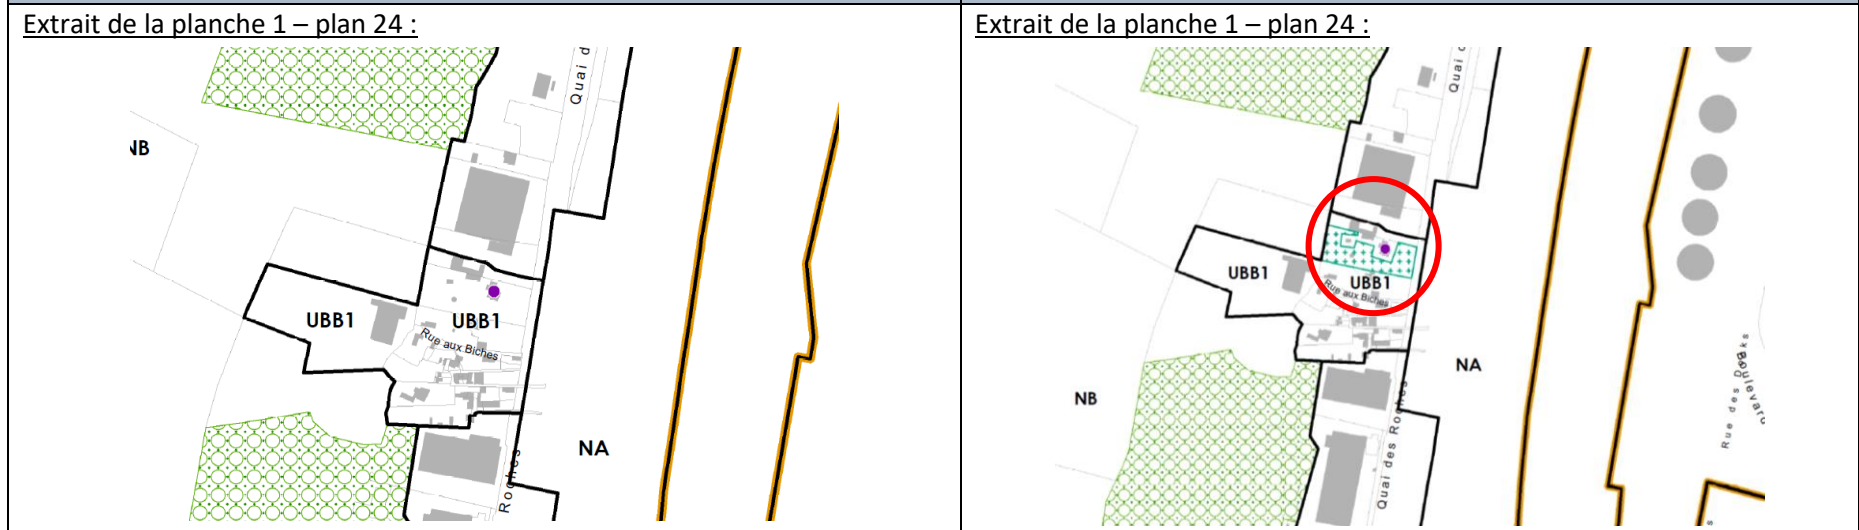 Extrait de la planche 1 – plan 24 :
Quai d
NB
UBB1
UBB1
Rue aux Biches
NA
Roches
Extrait de la planche 1 – plan 24 :
Quai
UBB1
UBB1
Rue aux Biches
NA
NB
Quai des Roches
Rue des Docks
Boulevard